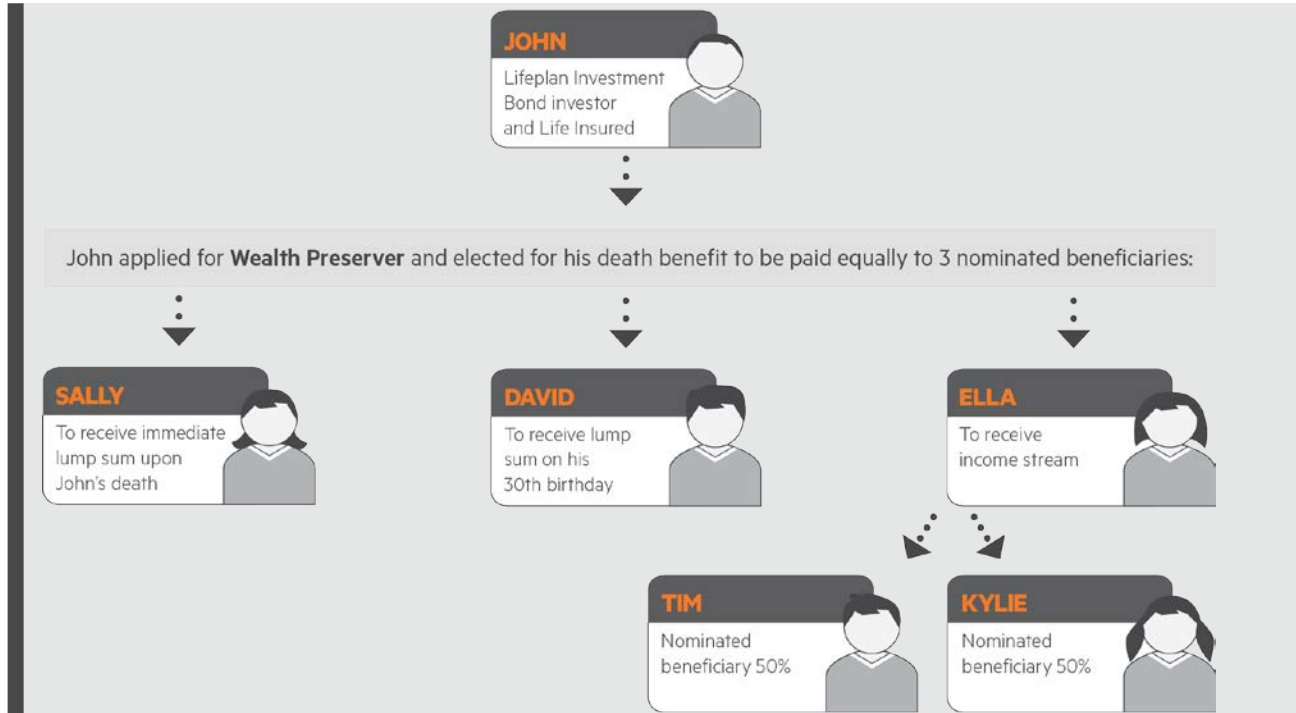 JOHN
Lifeplan Investment
Bond investor
and Life Insured
John applied for Wealth Preserver and elected for his death benefit to be paid equally to 3 nominated beneficiaries:
SALLY
To receive immediate
lump sum upon
John's death
DAVID
To receive lump
sum on his
30th birthday
ELLA
To receive
income stream
TIM
Nominated
beneficiary 50%
KYLIE
Nominated
beneficiary 50%